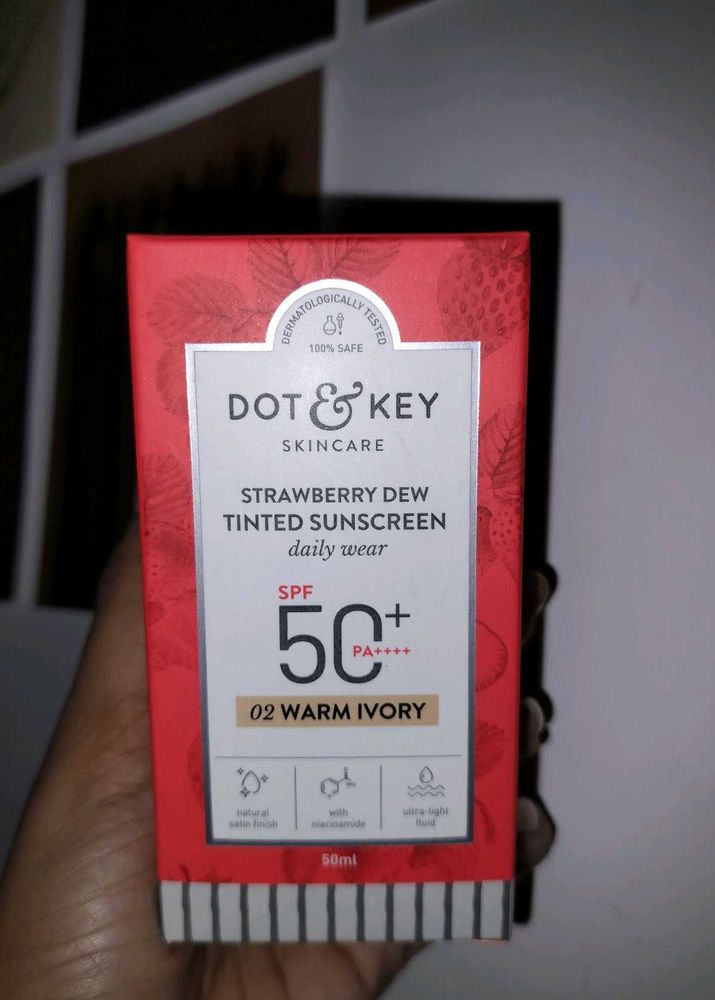 DERMATOLOGICALLY TESTED
100% SAFE
DOT & KEY
SKINCARE
STRAWBERRY DEW
TINTED SUNSCREEN
daily wear
SPF
50+
PA++++
02 WARM IVORY
natural
satin finish
with
niacinamide
ultra-light
fluid
50ml